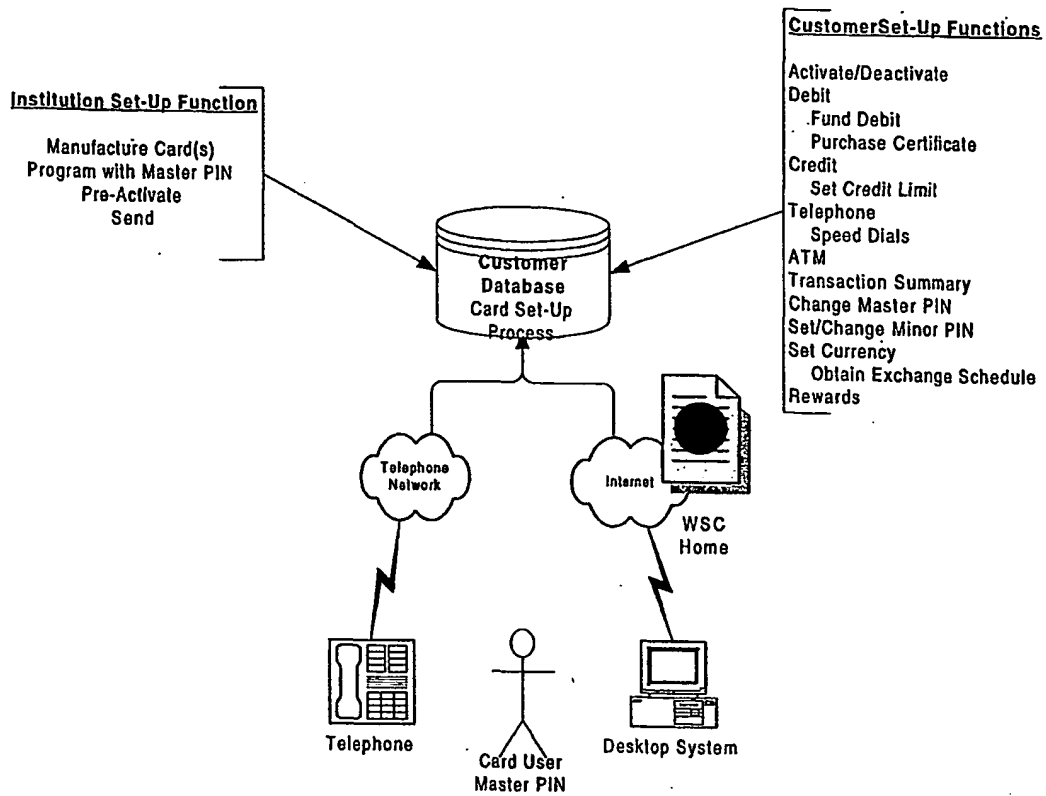 Institution Set-Up Function
Manufacture Card(s)
Program with Master PIN
Pre-Activate
Send
CustomerSet-Up Functions
Activate/Deactivate
Debit
Fund Debit
Purchase Certificate
Credit
Set Credit Limit
Telephone
Speed Dials
ATM
Transaction Summary
Change Master PIN
Set/Change Minor PIN
Set Currency
Obtain Exchange Schedule
Rewards
Customer
Database
Card Set-Up
Process
Telephone
Network
Internet
WSC
Home
Telephone
Card User
Master PIN
Desktop System